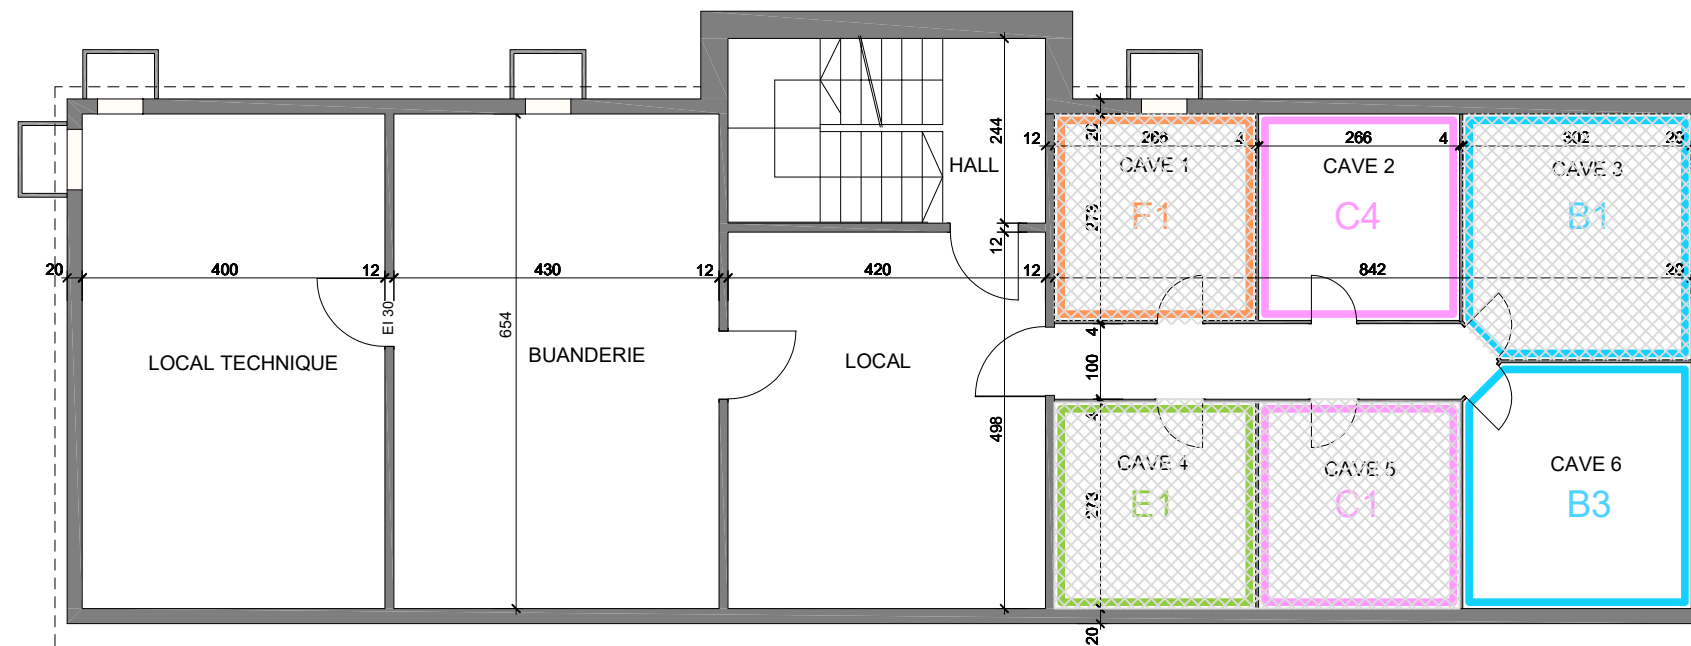 244
HALL
12
12
20
400
12
430
12
420
12
654
EI 30
LOCAL TECHNIQUE
BUANDERIE
LOCAL
498
20
266
4
266
4
302
20
CAVE 1
CAVE 2
CAVE 3
F1
C4
B1
273
842
20
4
100
4
CAVE 4
CAVE 5
CAVE 6
E1
C1
B3
273
20